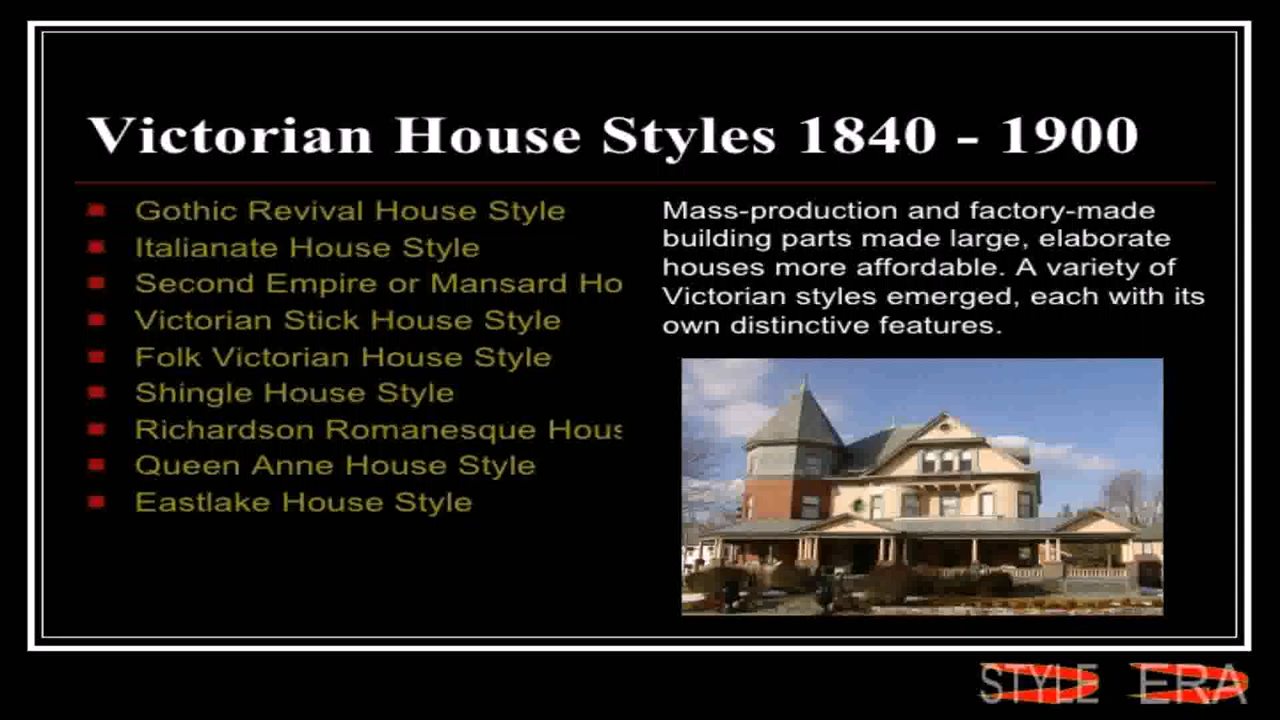 Victorian House Styles 1840 - 1900
Gothic Revival House Style
Italianate House Style
Second Empire or Mansard Ho
Victorian Stick House Style
Folk Victorian House Style
Shingle House Style
Richardson Romanesque Hous
Queen Anne House Style
Eastlake House Style
Mass-production and factory-made
building parts made large, elaborate
houses more affordable. A variety of
Victorian styles emerged, each with its
own distinctive features.
STYLE ERA